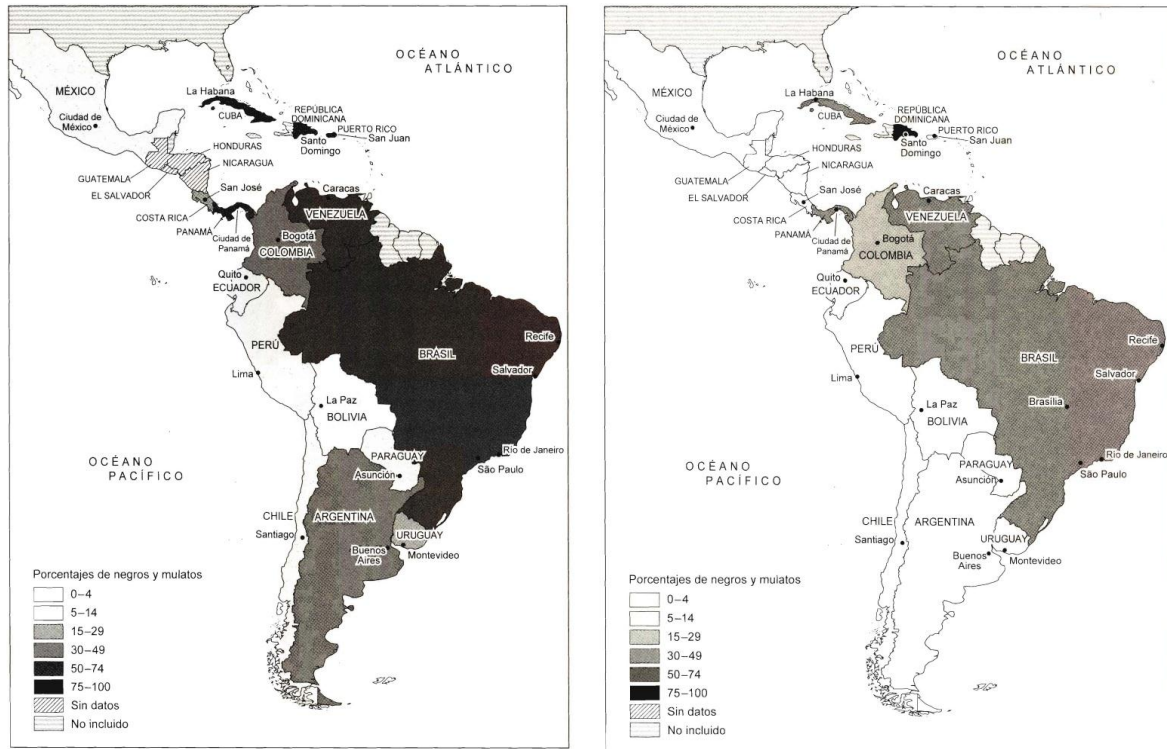 OCÉANO
ATLÁNTICO
MÉXICO
La Habana
Ciudad de
México
CUBA
REPÚBLICA
DOMINICANA
PUERTO RICO
San Juan
Santo
Domingo
HONDURAS
GUATEMALA
NICARAGUA
EL SALVADOR
San José
Caracas
COSTA RICA
VENEZUELA
PANAMÁ
Ciudad de
Panamá
Bogotá
COLOMBIA
Quito
ECUADOR
PERÚ
BRASIL
Recife
Lima
Salvador
La Paz
BOLIVIA
OCÉANO
PACÍFICO
PARAGUAY
Río de Janeiro
São Paulo
Asunción
CHILE
ARGENTINA
Santiago
URUGUAY
Buenos
Aires
Montevideo
Porcentajes de negros y mulatos
0–4
5–14
15–29
30–49
50–74
75–100
Sin datos
No incluido
OCÉANO
ATLÁNTICO
MÉXICO
La Habana
Ciudad de
México
CUBA
REPÚBLICA
DOMINICANA
PUERTO RICO
San Juan
Santo
Domingo
HONDURAS
NICARAGUA
GUATEMALA
EL SALVADOR
San José
Caracas
COSTA RICA
VENEZUELA
PANAMÁ
Ciudad de
Panamá
Bogotá
COLOMBIA
Quito
ECUADOR
PERÚ
BRASIL
Recife
Lima
Salvador
La Paz
Brasília
BOLIVIA
OCÉANO
PACÍFICO
PARAGUAY
Río de Janeiro
São Paulo
Asunción
CHILE
ARGENTINA
Santiago
URUGUAY
Buenos
Aires
Montevideo
Porcentajes de negros y mulatos
0–4
5–14
15–29
30–49
50–74
75–100
Sin datos
No incluido